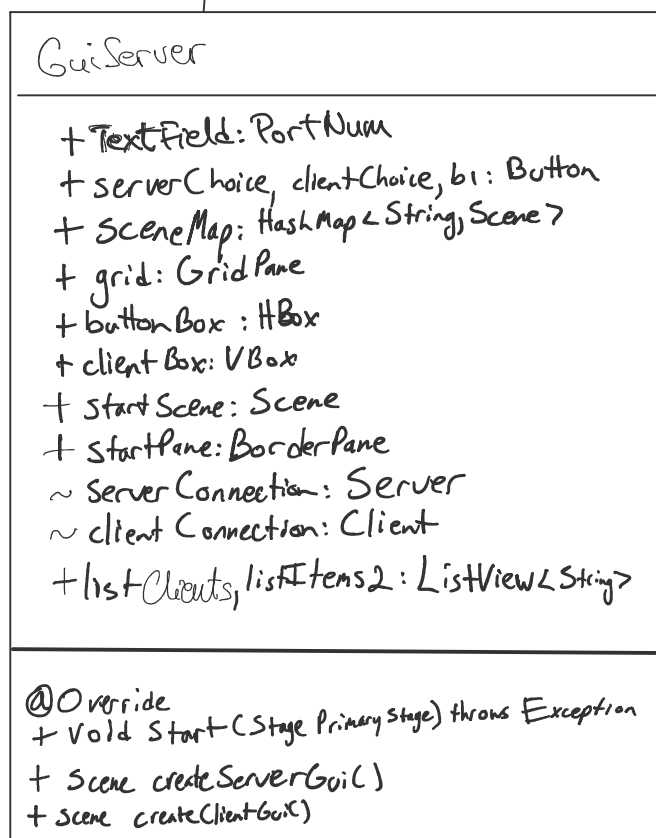 GuiServer
+ TextField: PortNum
+ serverChoice, clientChoice, b1: Button
+ sceneMap: HashMap<String, Scene>
+ grid: GridPane
+ buttonBox: HBox
+ clientBox: VBox
+ startScene: Scene
+ startPane: BorderPane
~ serverConnection: Server
~ clientConnection: Client
+ listClients, listItems2: ListView<String>
@Override
+ void start(Stage PrimaryStage) throws Exception
+ scene createServerGui()
+ scene createClientGui()